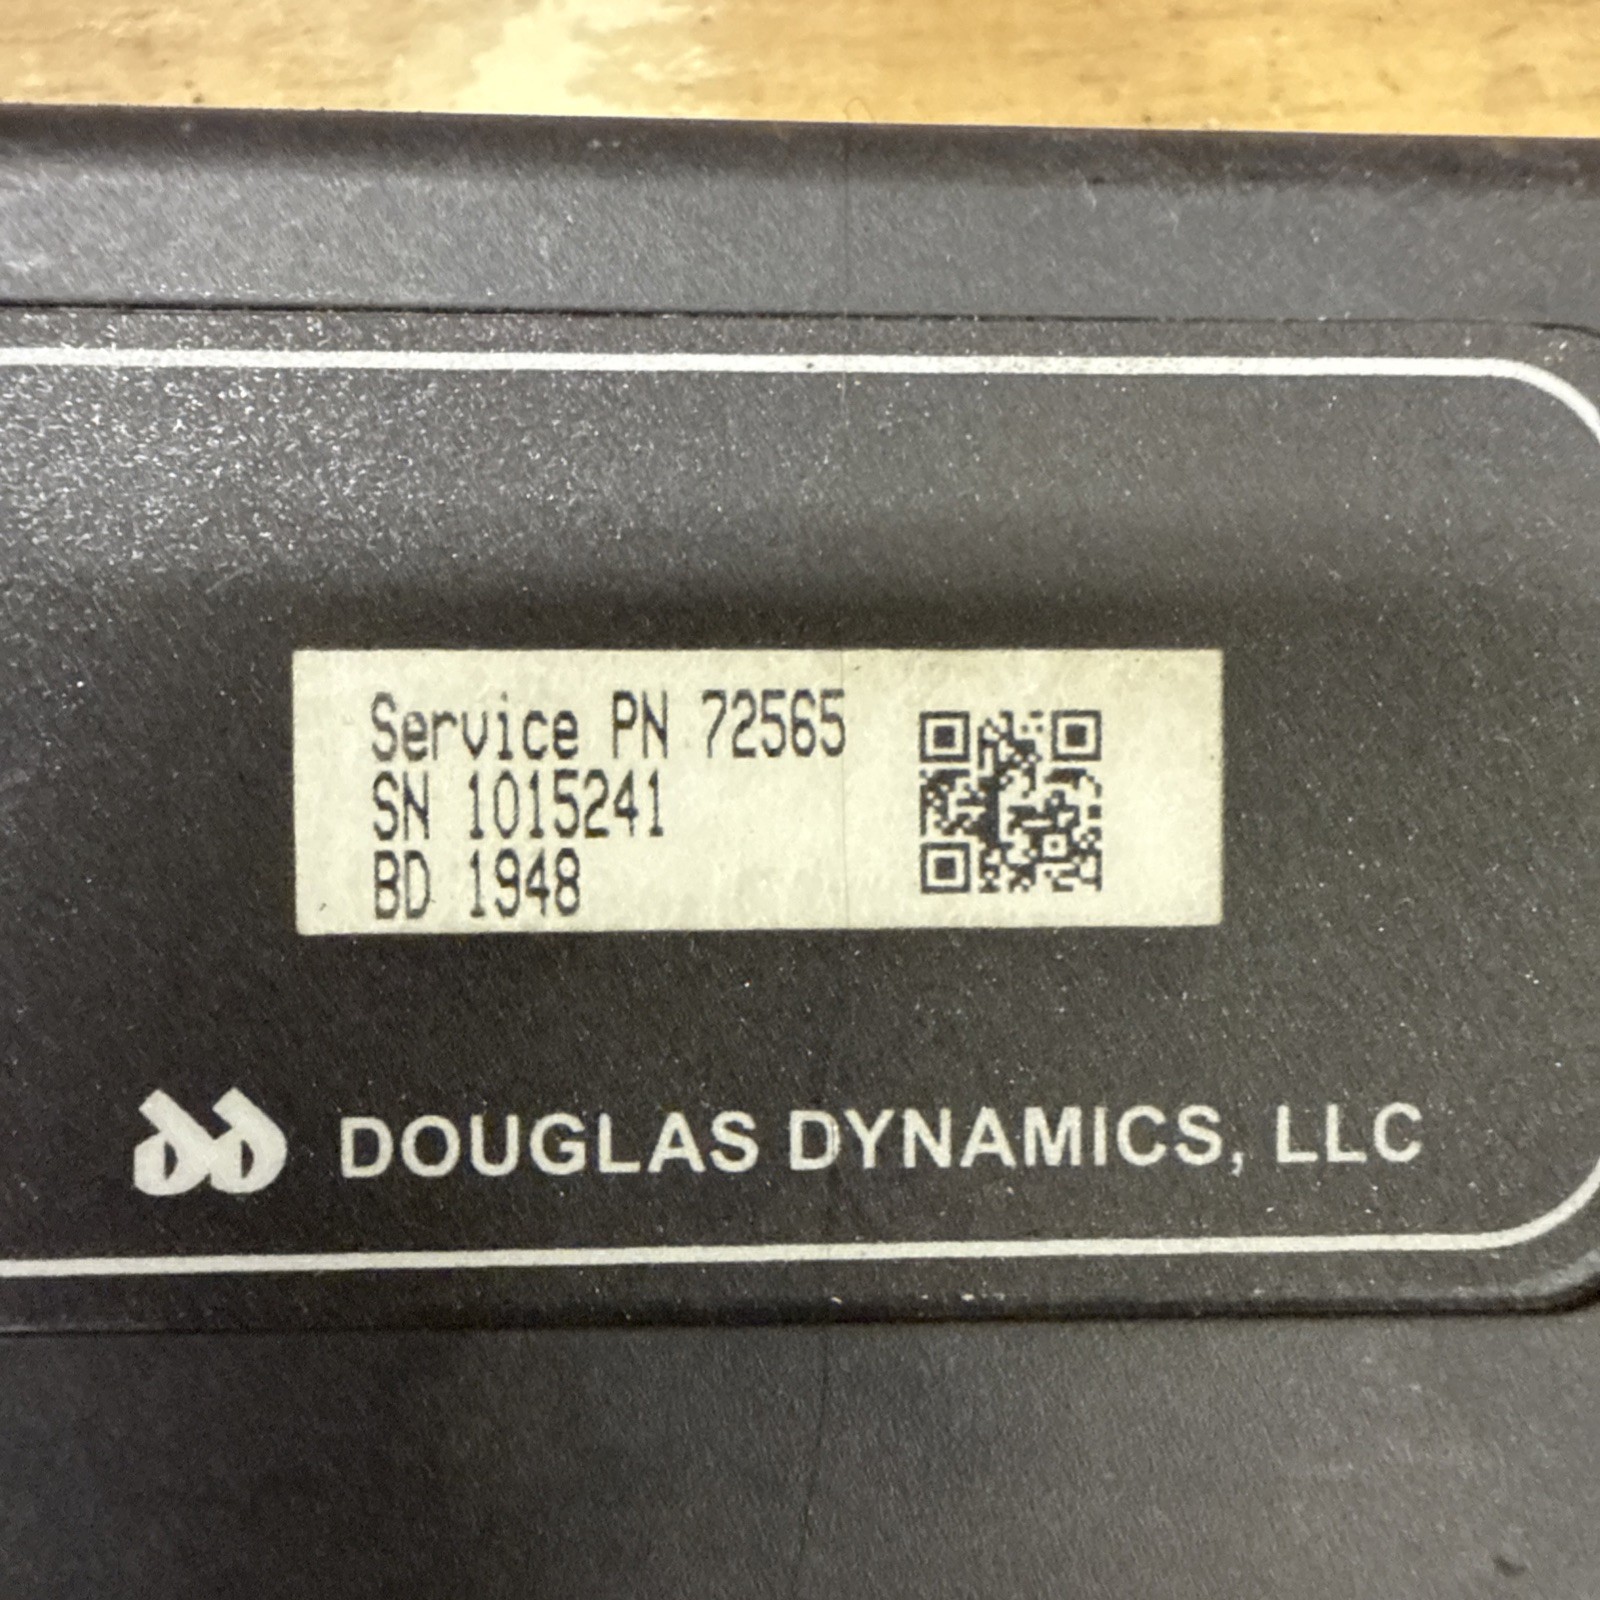 Service PN 72565
SN 1015241
BD 1948
DOUGLAS DYNAMICS, LLC